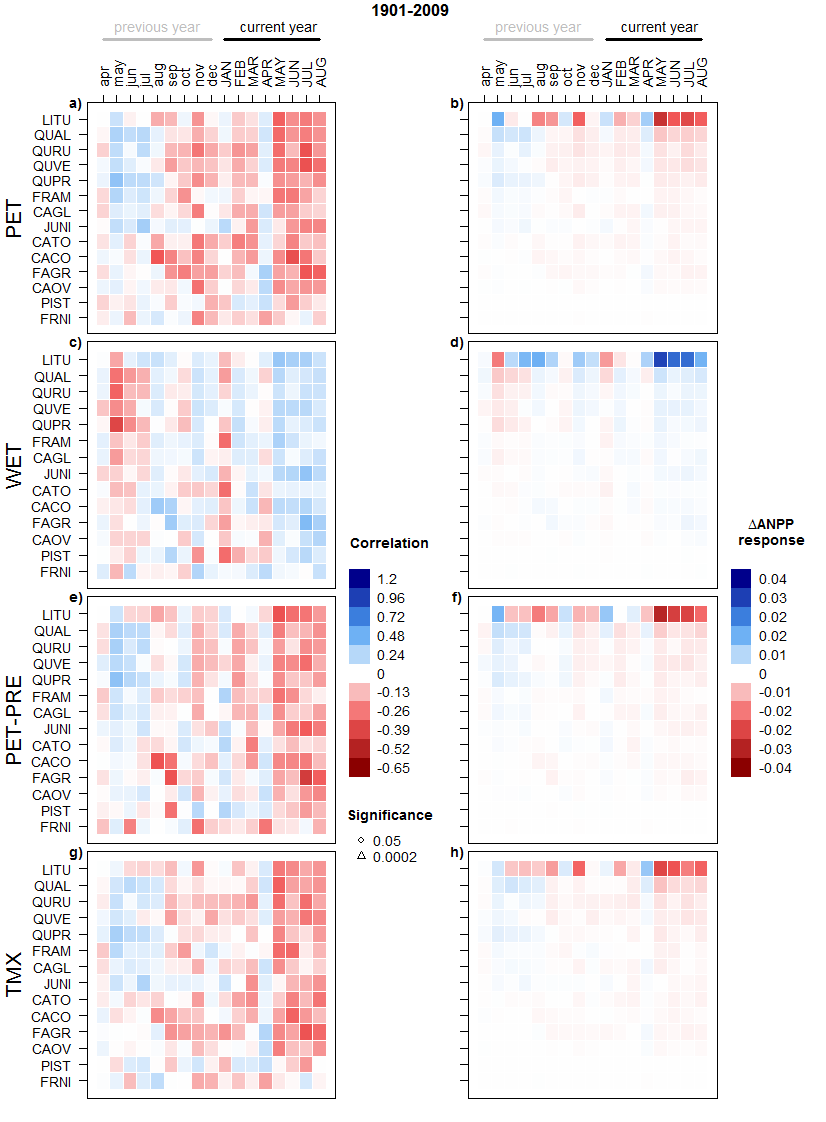 1901-2009
previous year current year previous year current year
apr may jun jul aug sep oct nov dec JAN FEB MAR APR MAY JUN JUL AUG
apr may jun jul aug sep oct nov dec JAN FEB MAR APR MAY JUN JUL AUG
a) b)
PET
LITU
QUAL
QURU
QUVE
QUPR
FRAM
CAGL
JUNI
CATO
CACO
FAGR
CAOV
PIST
FRNI
c) d)
WET
LITU
QUAL
QURU
QUVE
QUPR
FRAM
CAGL
JUNI
CATO
CACO
FAGR
CAOV
PIST
FRNI
e) f)
PET-PRE
LITU
QUAL
QURU
QUVE
QUPR
FRAM
CAGL
JUNI
CATO
CACO
FAGR
CAOV
PIST
FRNI
g) h)
TMX
LITU
QUAL
QURU
QUVE
QUPR
FRAM
CAGL
JUNI
CATO
CACO
FAGR
CAOV
PIST
FRNI
Correlation
1.2
0.96
0.72
0.48
0.24
0
-0.13
-0.26
-0.39
-0.52
-0.65
Significance
0.05
0.0002
ΔANPP
response
0.04
0.03
0.02
0.02
0.01
0
-0.01
-0.02
-0.02
-0.03
-0.04